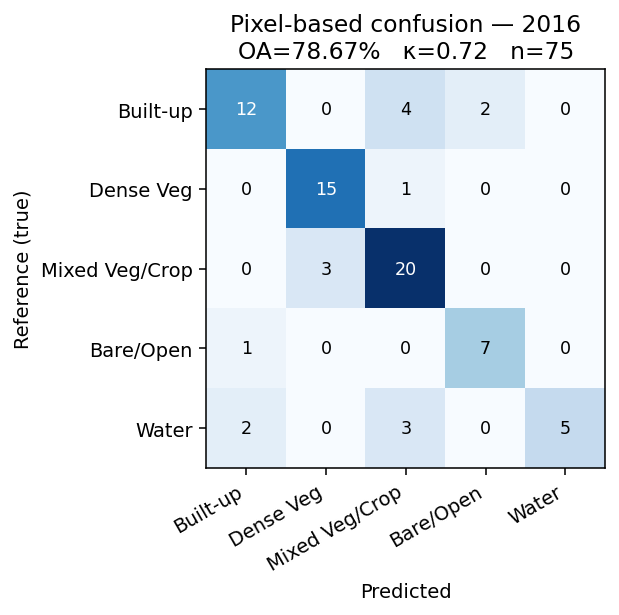 Pixel-based confusion — 2016
OA=78.67%   κ=0.72   n=75
Reference (true)
Built-up 12 0 4 2 0
Dense Veg 0 15 1 0 0
Mixed Veg/Crop 0 3 20 0 0
Bare/Open 1 0 0 7 0
Water 2 0 3 0 5
Built-up Dense Veg Mixed Veg/Crop Bare/Open Water
Predicted